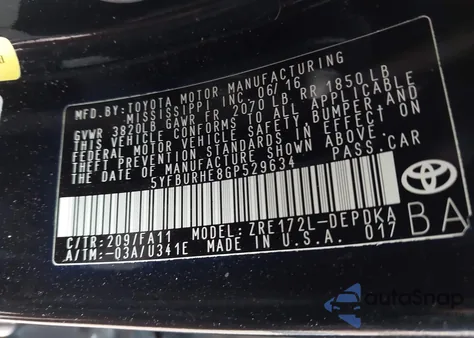 MFD.BY:TOYOTA MOTOR MANUFACTURING
MISSISSIPPI INC 06/16
GVWR 3820LB GAWR FR 2070 LB, RR 1850 LB
THIS VEHICLE CONFORMS TO ALL APPLICABLE
FEDERAL MOTOR VEHICLE SAFETY, BUMPER, AND
THEFT PREVENTION STANDARDS IN EFFECT ON
THE DATE OF MANUFACTURE SHOWN ABOVE.
5YFBURHE8GP529634 PASS.CAR
C/TR:209/FA11 MODEL:ZRE172L-DEPDKA
A/TM:-03A/U341E MADE IN U.S.A. 017
BA
TOYOTA
autoSnap